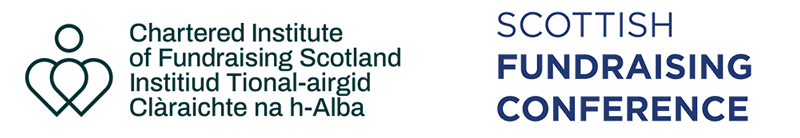 Chartered Institute
of Fundraising Scotland
Institiud Tional-airgid
Clàraichte na h-Alba
SCOTTISH
FUNDRAISING
CONFERENCE